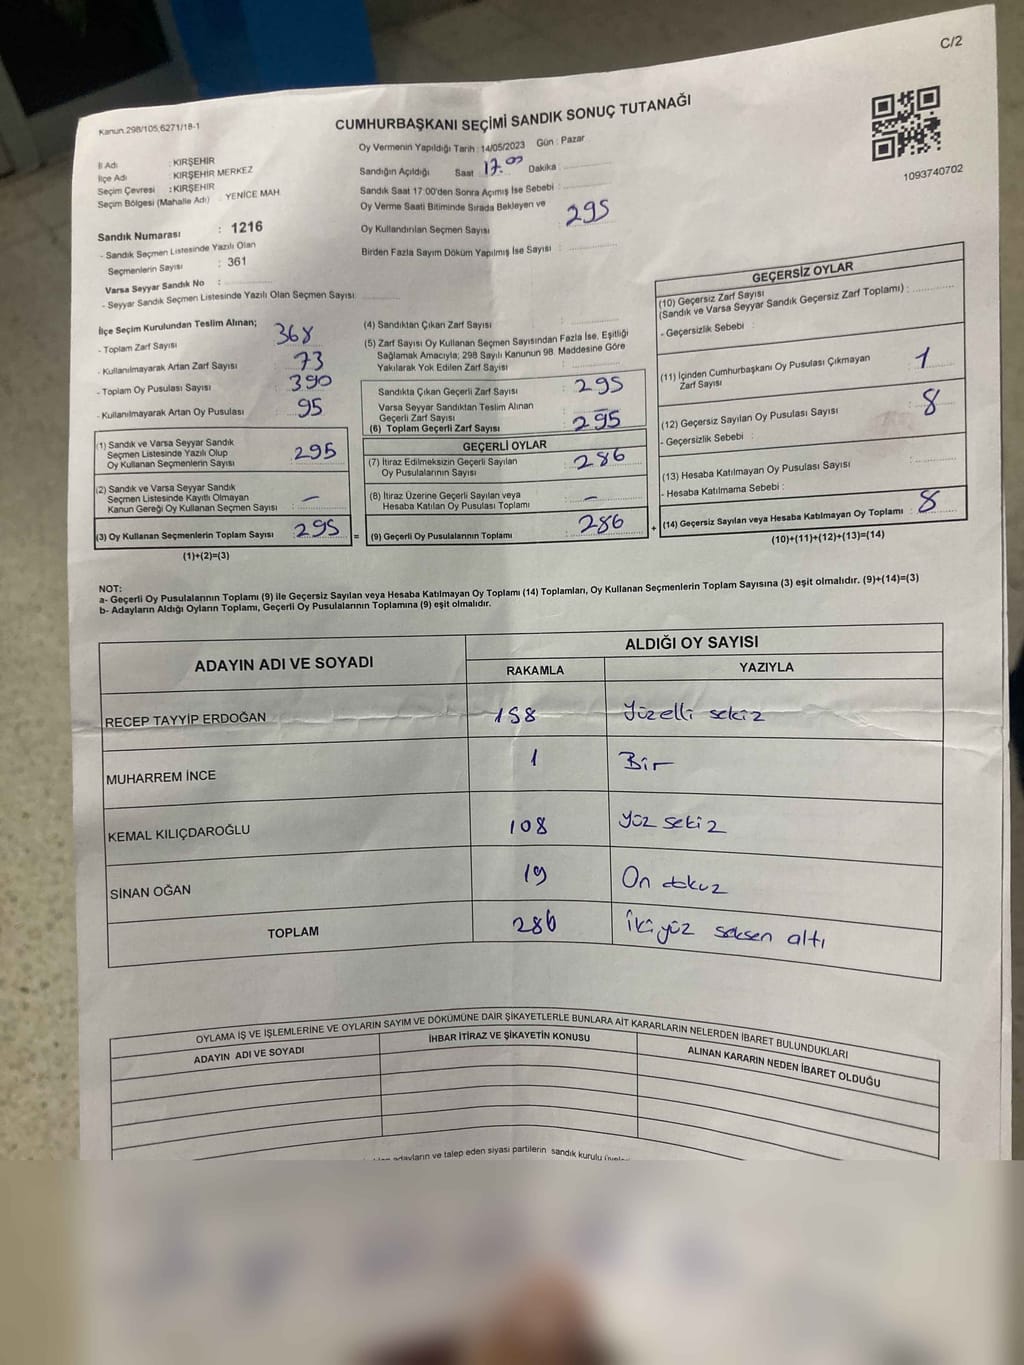 C/2
Kanun.298/105,6271/18-1
CUMHURBAŞKANI SEÇİMİ SANDIK SONUÇ TUTANAĞI
1093740702
İl Adı : KIRŞEHİR
İlçe Adı : KIRŞEHİR MERKEZ
Seçim Çevresi : KIRŞEHİR
Seçim Bölgesi (Mahalle Adı) YENİCE MAH
Sandık Numarası : 1216
- Sandık Seçmen Listesinde Yazılı Olan
Seçmenlerin Sayısı : 361
Varsa Seyyar Sandık No :
- Seyyar Sandık Seçmen Listesinde Yazılı Olan Seçmen Sayısı
Oy Vermenin Yapıldığı Tarih : 14/05/2023 Gün : Pazar
Sandığın Açıldığı Saat 17.00 Dakika
Sandık Saat 17:00'den Sonra Açımış İse Sebebi :
Oy Verme Saati Bitiminde Sırada Bekleyen ve
Oy Kullandırılan Seçmen Sayısı 295
Birden Fazla Sayım Döküm Yapılmış İse Sayısı :
İlçe Seçim Kurulundan Teslim Alınan;
- Toplam Zarf Sayısı 368
- Kullanılmayarak Artan Zarf Sayısı 73
- Toplam Oy Pusulası Sayısı 390
- Kullanılmayarak Artan Oy Pusulası 95
(1) Sandık ve Varsa Seyyar Sandık
Seçmen Listesinde Yazılı Olup
Oy Kullanan Seçmenlerin Sayısı 295
(2) Sandık ve Varsa Seyyar Sandık
Seçmen Listesinde Kayıtlı Olmayan
Kanun Gereği Oy Kullanan Seçmen Sayısı : –
(3) Oy Kullanan Seçmenlerin Toplam Sayısı 295
(1)+(2)=(3)
=
(4) Sandıktan Çıkan Zarf Sayısı :
(5) Zarf Sayısı Oy Kullanan Seçmen Sayısından Fazla İse, Eşitliği
Sağlamak Amacıyla; 298 Sayılı Kanunun 98. Maddesine Göre
Yakılarak Yok Edilen Zarf Sayısı :
Sandıkta Çıkan Geçerli Zarf Sayısı : 295
Varsa Seyyar Sandıktan Teslim Alınan
Geçerli Zarf Sayısı : –
(6) Toplam Geçerli Zarf Sayısı : 295
GEÇERLİ OYLAR
(7) İtiraz Edilmeksizin Geçerli Sayılan
Oy Pusulalarının Sayısı : 286
(8) İtiraz Üzerine Geçerli Sayılan veya
Hesaba Katılan Oy Pusulası Toplamı : –
(9) Geçerli Oy Pusulalarının Toplamı : 286
+
GEÇERSİZ OYLAR
(10) Geçersiz Zarf Sayısı
(Sandık ve Varsa Seyyar Sandık Geçersiz Zarf Toplamı) :
- Geçersizlik Sebebi :
(11) İçinden Cumhurbaşkanı Oy Pusulası Çıkmayan
Zarf Sayısı : 1
(12) Geçersiz Sayılan Oy Pusulası Sayısı : 8
- Geçersizlik Sebebi :
(13) Hesaba Katılmayan Oy Pusulası Sayısı :
- Hesaba Katılmama Sebebi :
(14) Geçersiz Sayılan veya Hesaba Katılmayan Oy Toplamı : 8
(10)+(11)+(12)+(13)=(14)
NOT:
a- Geçerli Oy Pusulalarının Toplamı (9) ile Geçersiz Sayılan veya Hesaba Katılmayan Oy Toplamı (14) Toplamları, Oy Kullanan Seçmenlerin Toplam Sayısına (3) eşit olmalıdır. (9)+(14)=(3)
b- Adayların Aldığı Oyların Toplamı, Geçerli Oy Pusulalarının Toplamına (9) eşit olmalıdır.
ADAYIN ADI VE SOYADI ALDIĞI OY SAYISI
RAKAMLA YAZIYLA
RECEP TAYYİP ERDOĞAN 158 Yüzelli sekiz
MUHARREM İNCE 1 Bir
KEMAL KILIÇDAROĞLU 108 Yüz sekiz
SİNAN OĞAN 19 On dokuz
TOPLAM 286 İki yüz seksen altı
OYLAMA İŞ VE İŞLEMLERİNE VE OYLARIN SAYIM VE DÖKÜMÜNE DAİR ŞİKAYETLERLE BUNLARA AİT KARARLARIN NELERDEN İBARET BULUNDUKLARI
ADAYIN ADI VE SOYADI İHBAR İTİRAZ VE ŞİKAYETİN KONUSU ALINAN KARARIN NEDEN İBARET OLDUĞU
adayların ve talep eden siyasi partilerin sandık kurulu